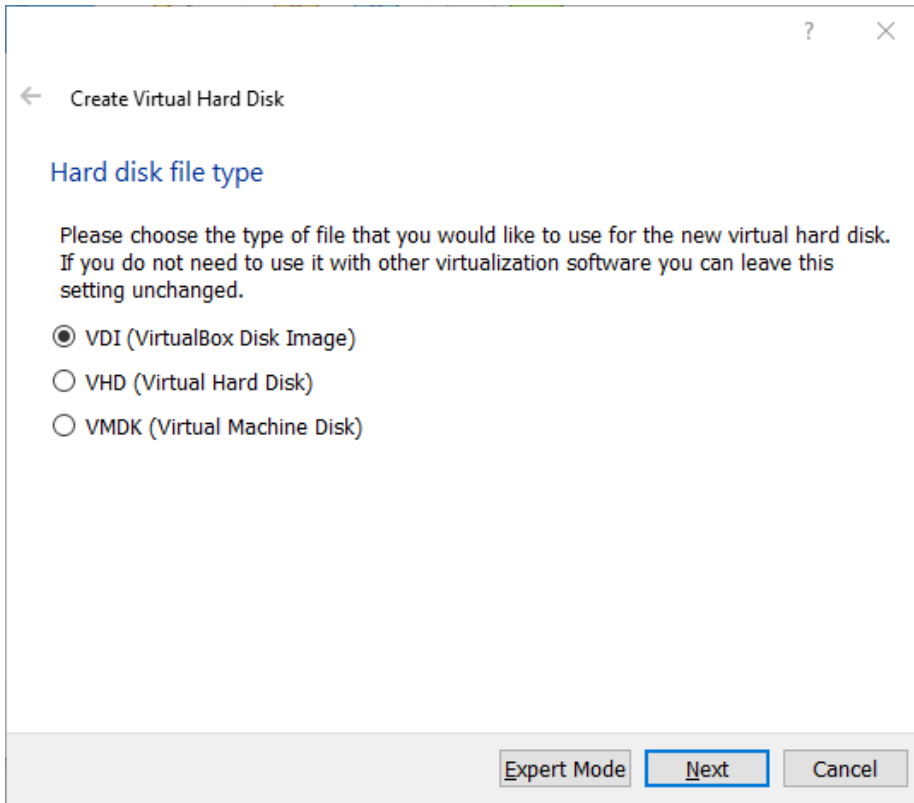 ?
Create Virtual Hard Disk
Hard disk file type
Please choose the type of file that you would like to use for the new virtual hard disk.
If you do not need to use it with other virtualization software you can leave this
setting unchanged.
VDI (VirtualBox Disk Image)
VHD (Virtual Hard Disk)
VMDK (Virtual Machine Disk)
Expert Mode Next Cancel